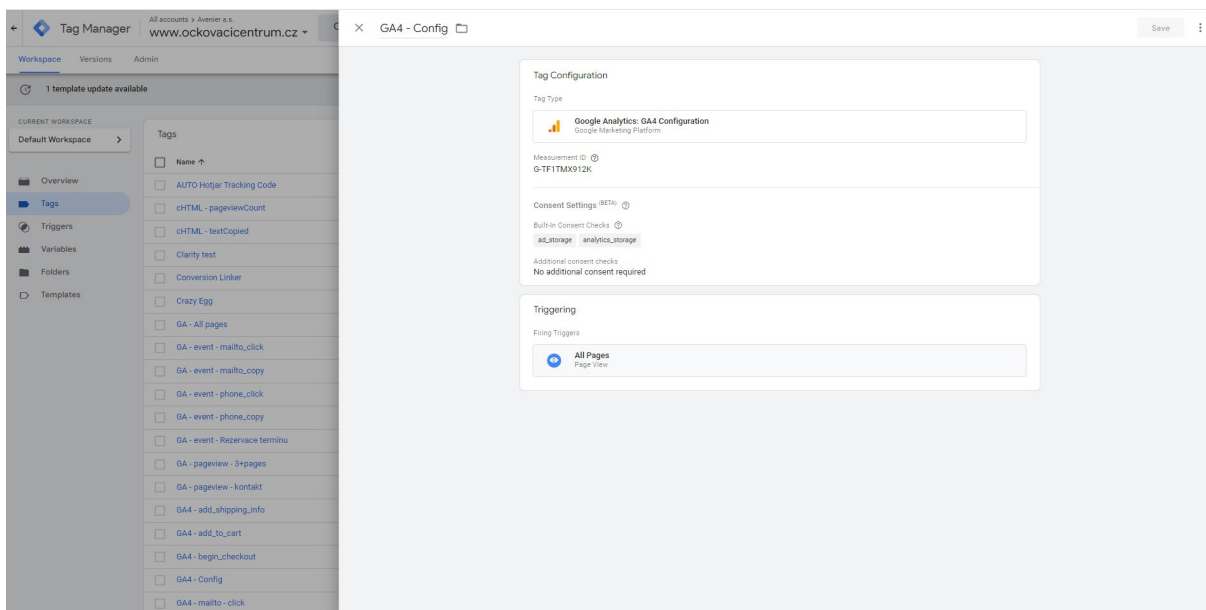 Tag Manager
All accounts > Avenier a.s.
www.ockovacicentrum.cz
GA4 - Config
Save
Workspace Versions Admin
1 template update available
CURRENT WORKSPACE
Default Workspace
Overview
Tags
Triggers
Variables
Folders
Templates
Tags
Name
AUTO Hotjar Tracking Code
cHTML - pageviewCount
cHTML - textCopied
Clarity test
Conversion Linker
Crazy Egg
GA - All pages
GA - event - mailto_click
GA - event - mailto_copy
GA - event - phone_click
GA - event - phone_copy
GA - event - Rezervace termínu
GA - pageview - 3+pages
GA - pageview - kontakt
GA4 - add_shipping_info
GA4 - add_to_cart
GA4 - begin_checkout
GA4 - Config
GA4 - mailto - click
Tag Configuration
Tag Type
Google Analytics: GA4 Configuration
Google Marketing Platform
Measurement ID
G-TF1TMX912K
Consent Settings (BETA)
Built-In Consent Checks
ad_storage analytics_storage
Additional consent checks
No additional consent required
Triggering
Firing Triggers
All Pages
Page View